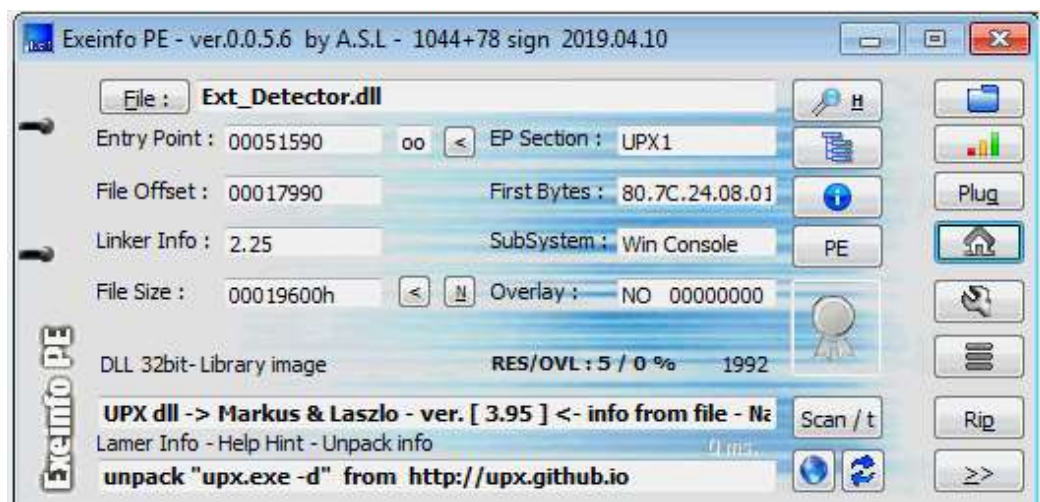 Exeinfo PE - ver.0.0.5.6 by A.S.L - 1044+78 sign 2019.04.10
File : Ext_Detector.dll H
Entry Point : 00051590 oo < EP Section : UPX1
File Offset : 00017990 First Bytes : 80.7C.24.08.01 Plug
Linker Info : 2.25 SubSystem : Win Console PE
File Size : 00019600h < N Overlay : NO 00000000
DLL 32bit- Library image RES/OVL : 5 / 0 % 1992
Exeinfo PE
UPX dll -> Markus & Laszlo - ver. [ 3.95 ] <- info from file - Na Scan / t Rip
Lamer Info - Help Hint - Unpack info 0 ms.
unpack "upx.exe -d" from http://upx.github.io >>